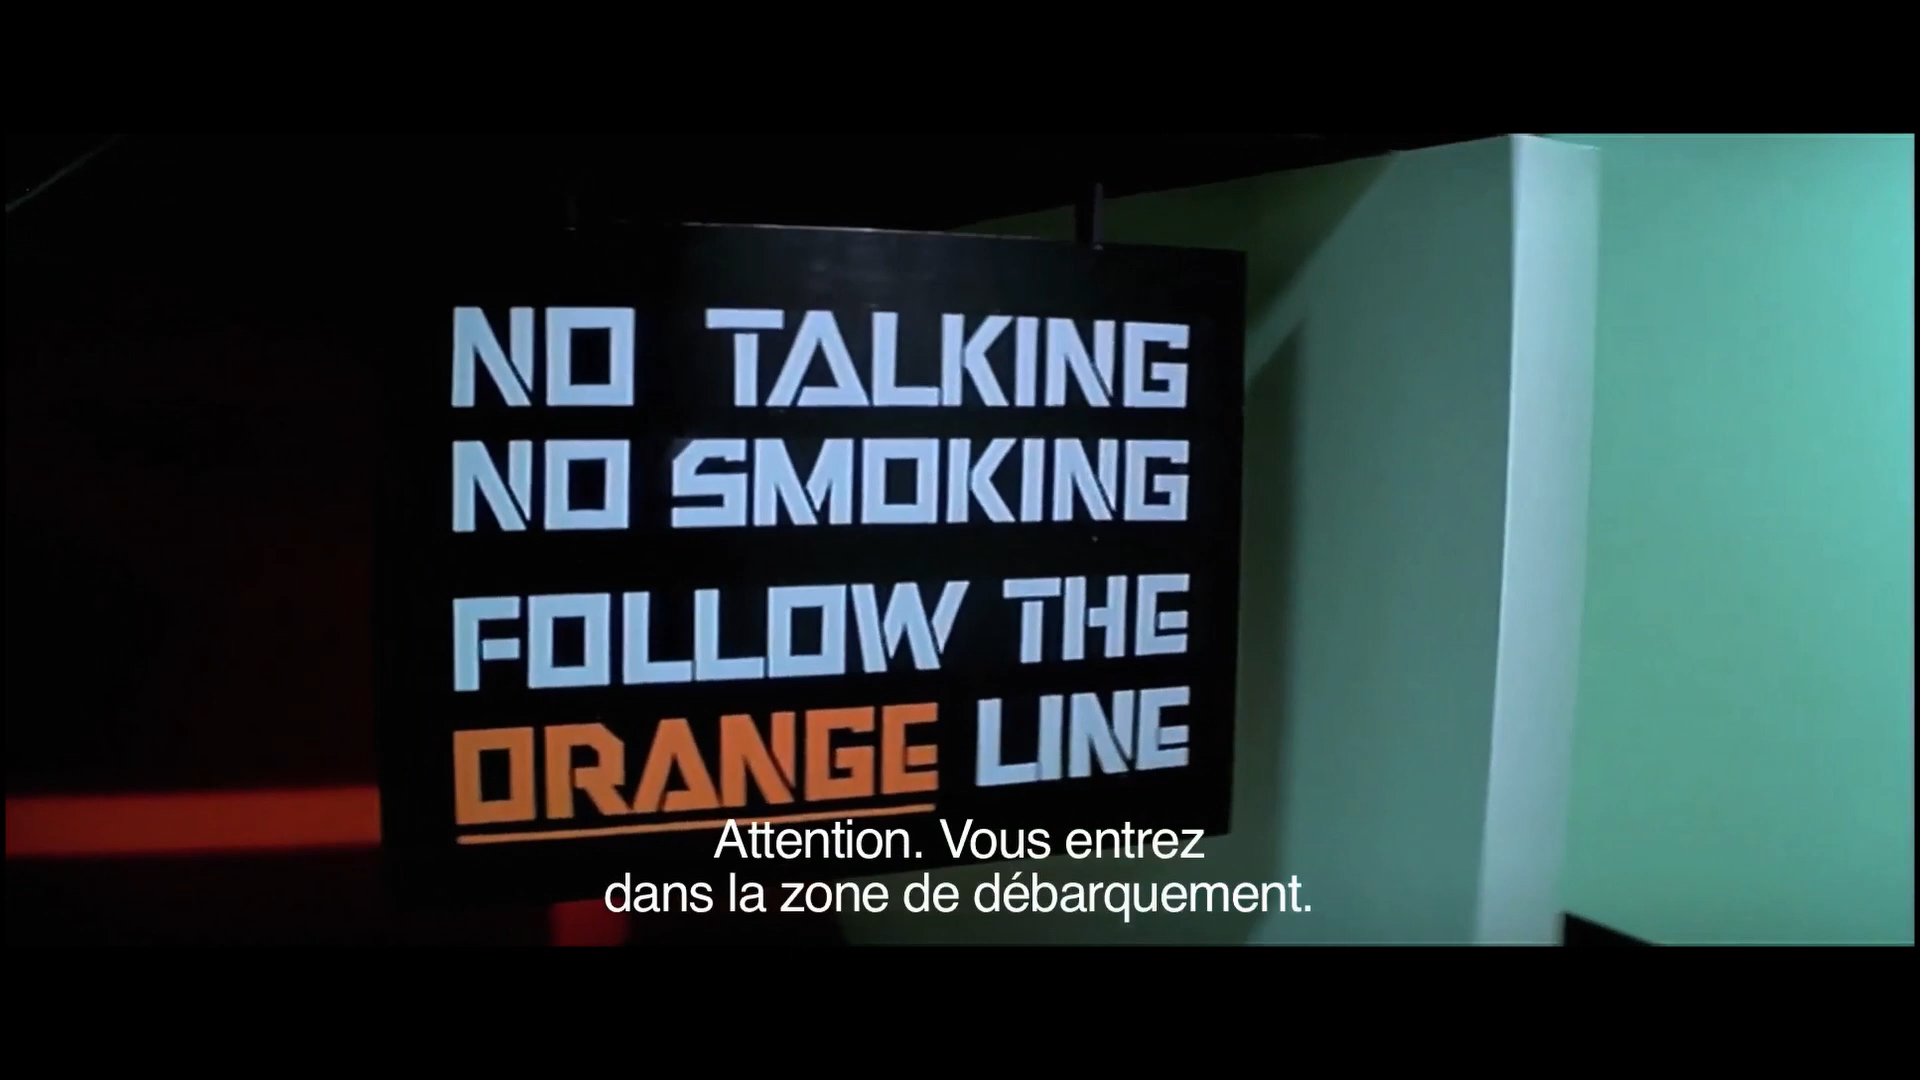 NO TALKING
NO SMOKING
FOLLOW THE
ORANGE LINE
Attention. Vous entrez
dans la zone de débarquement.